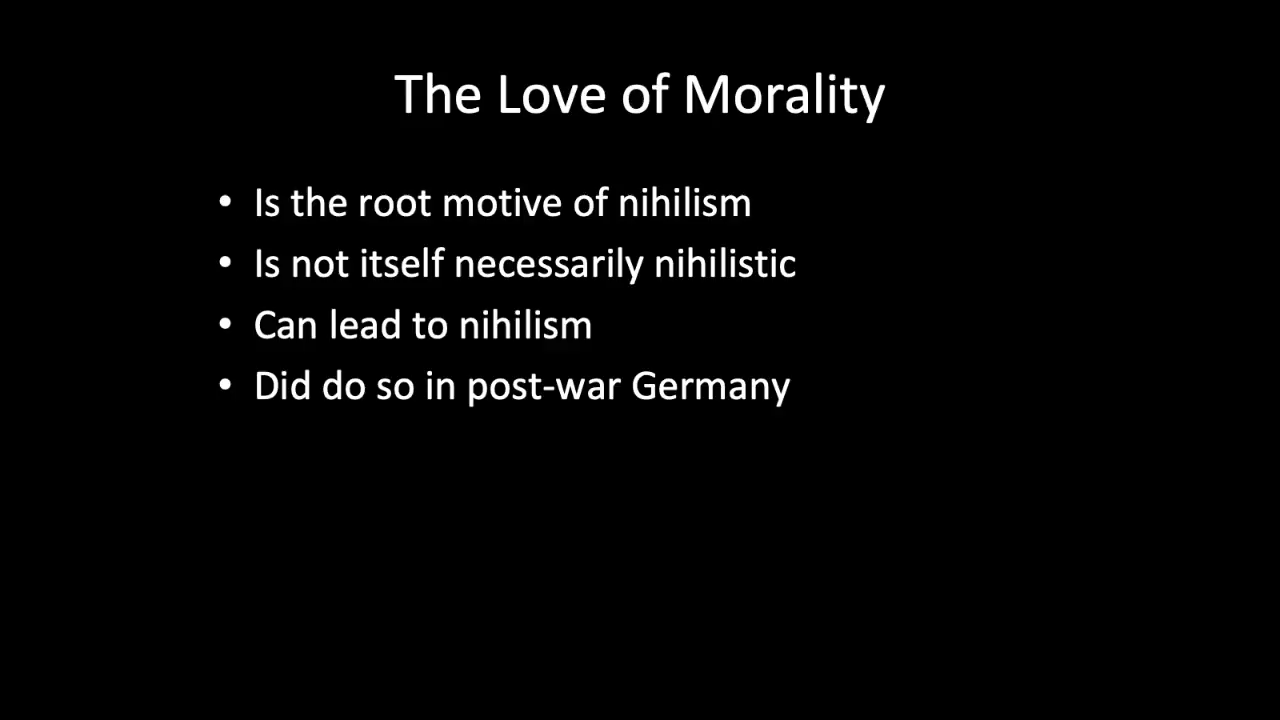 The Love of Morality
• Is the root motive of nihilism
• Is not itself necessarily nihilistic
• Can lead to nihilism
• Did do so in post-war Germany